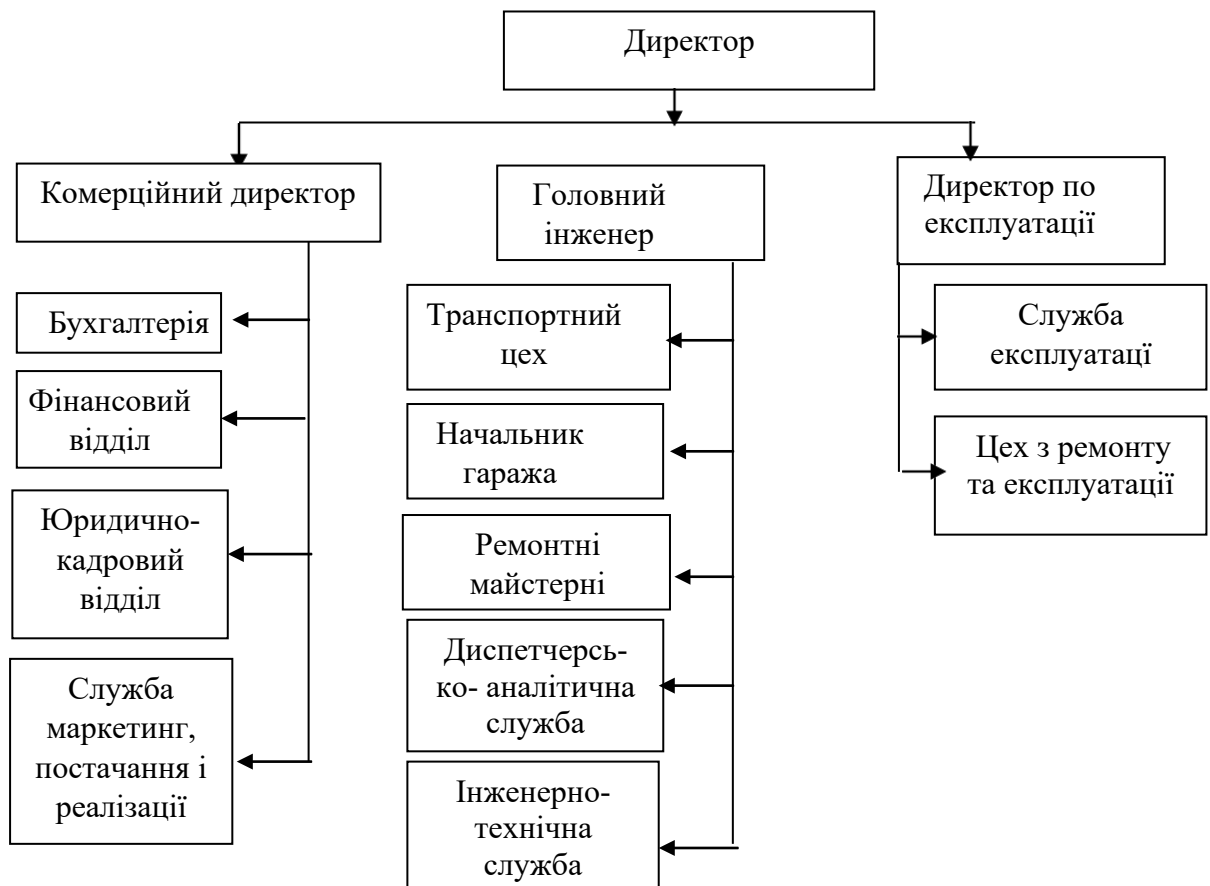 Директор
Комерційний директор
Головний
інженер
Директор по
експлуатації
Бухгалтерія
Фінансовий
відділ
Юридично-
кадровий
відділ
Служба
маркетинг,
постачання і
реалізації
Транспортний
цех
Начальник
гаража
Ремонтні
майстерні
Диспетчерсь-
ко- аналітична
служба
Інженерно-
технічна
служба
Служба
експлуатаці
Цех з ремонту
та експлуатації